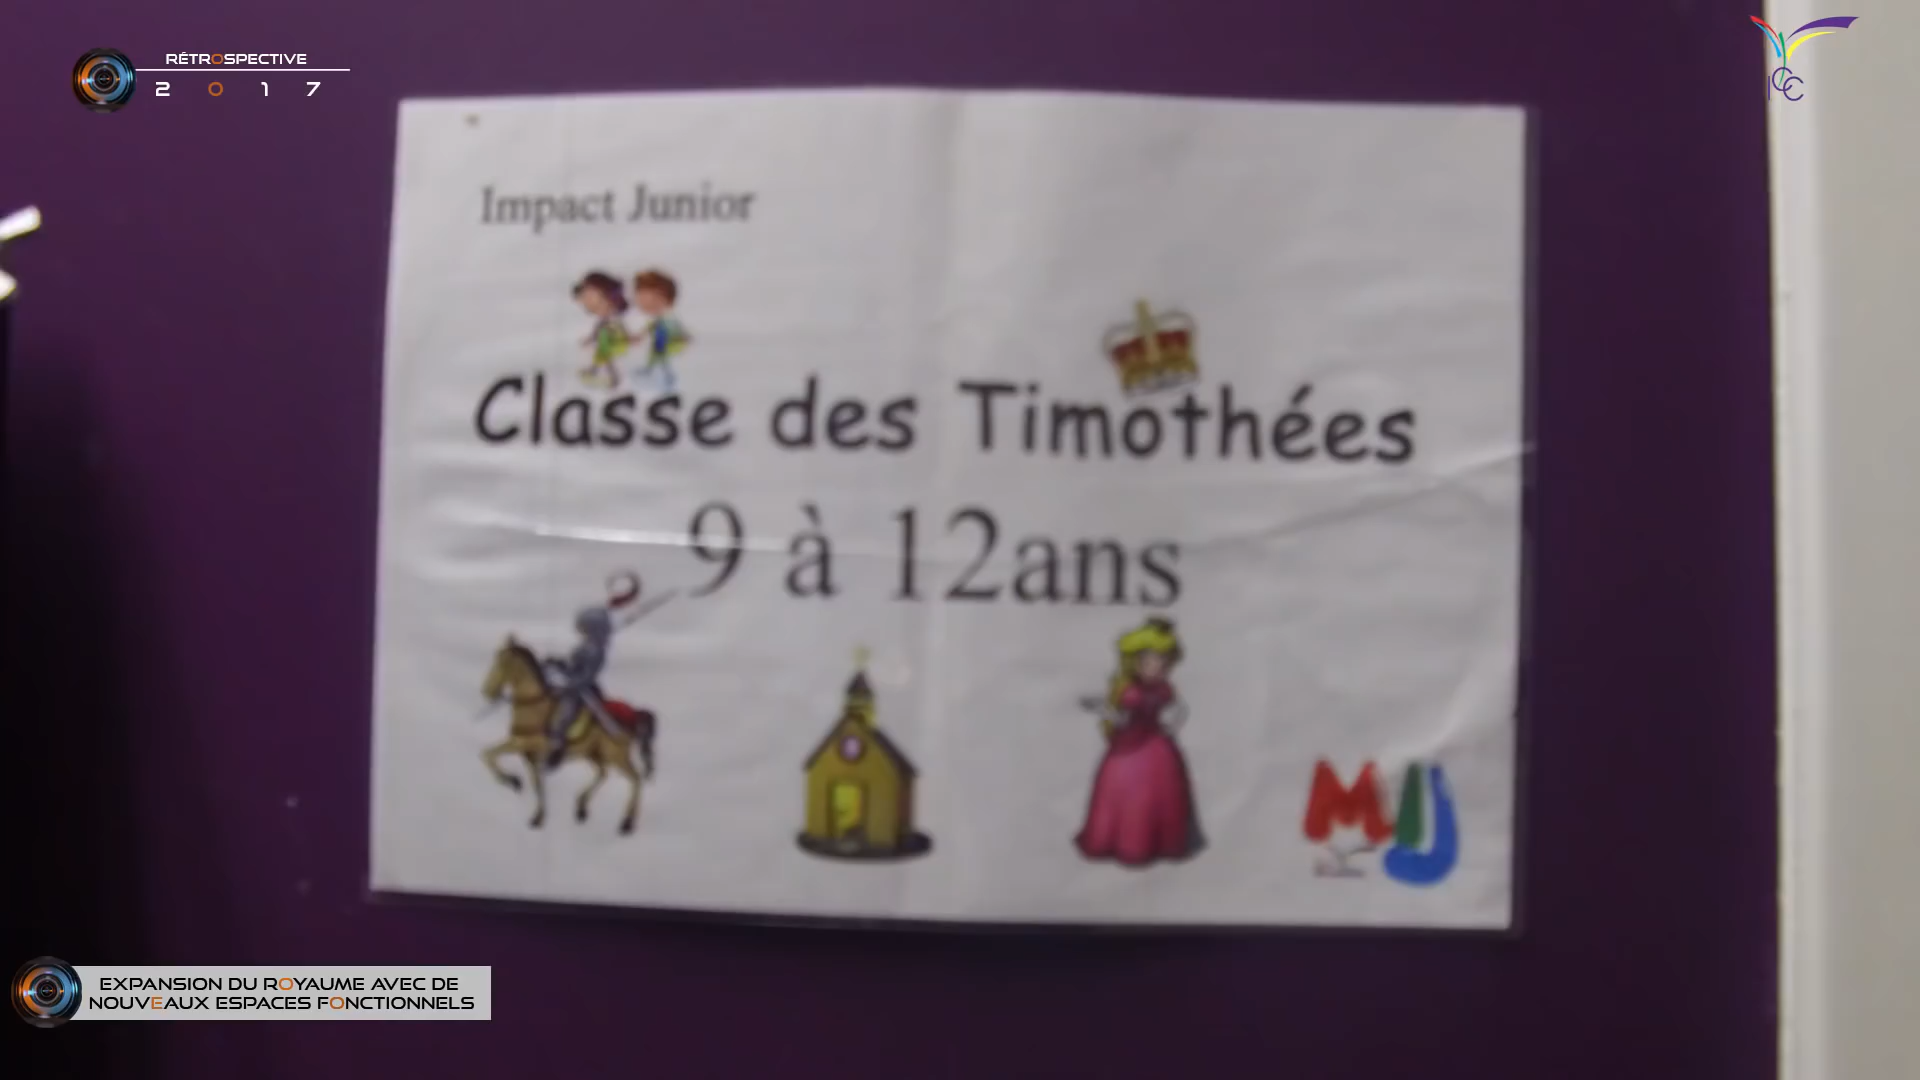 RÉTROSPECTIVE
2 0 1 7
ICC
Impact Junior
Classe des Timothées
9 à 12ans
MJ
EXPANSION DU ROYAUME AVEC DE
NOUVEAUX ESPACES FONCTIONNELS